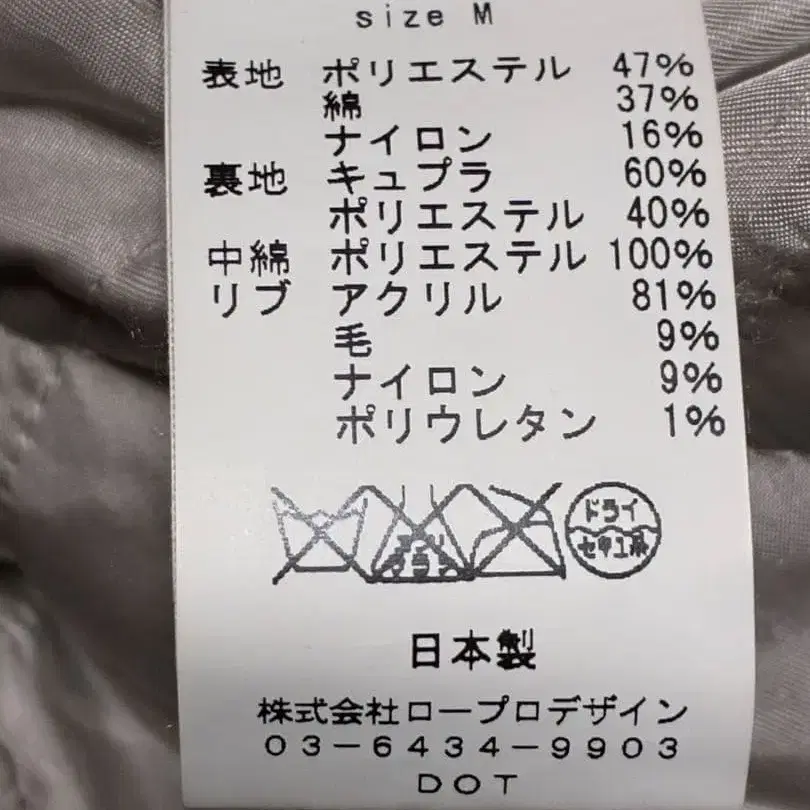 size M
表地 ポリエステル 47%
綿 37%
ナイロン 16%
裏地 キュプラ 60%
ポリエステル 40%
中綿 ポリエステル 100%
リブ アクリル 81%
毛 9%
ナイロン 9%
ポリウレタン 1%
ドライ
セキユ系
日本製
株式会社ロープロデザイン
03-6434-9903
DOT